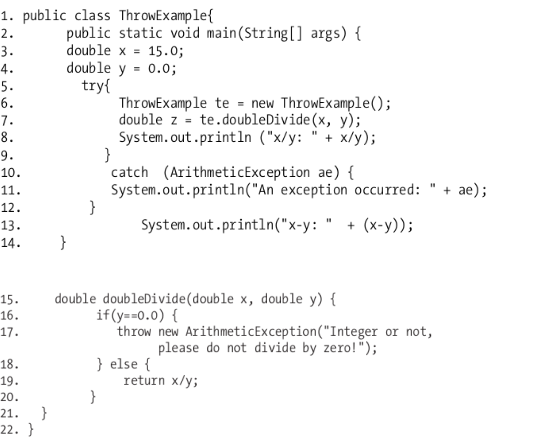 1. public class ThrowExample{
2. public static void main(String[] args) {
3. double x = 15.0;
4. double y = 0.0;
5. try{
6. ThrowExample te = new ThrowExample();
7. double z = te.doubleDivide(x, y);
8. System.out.println ("x/y: " + x/y);
9. }
10. catch (ArithmeticException ae) {
11. System.out.println("An exception occurred: " + ae);
12. }
13. System.out.println("x-y: " + (x-y));
14. }
15. double doubleDivide(double x, double y) {
16. if(y==0.0) {
17. throw new ArithmeticException("Integer or not,
please do not divide by zero!");
18. } else {
19. return x/y;
20. }
21. }
22. }